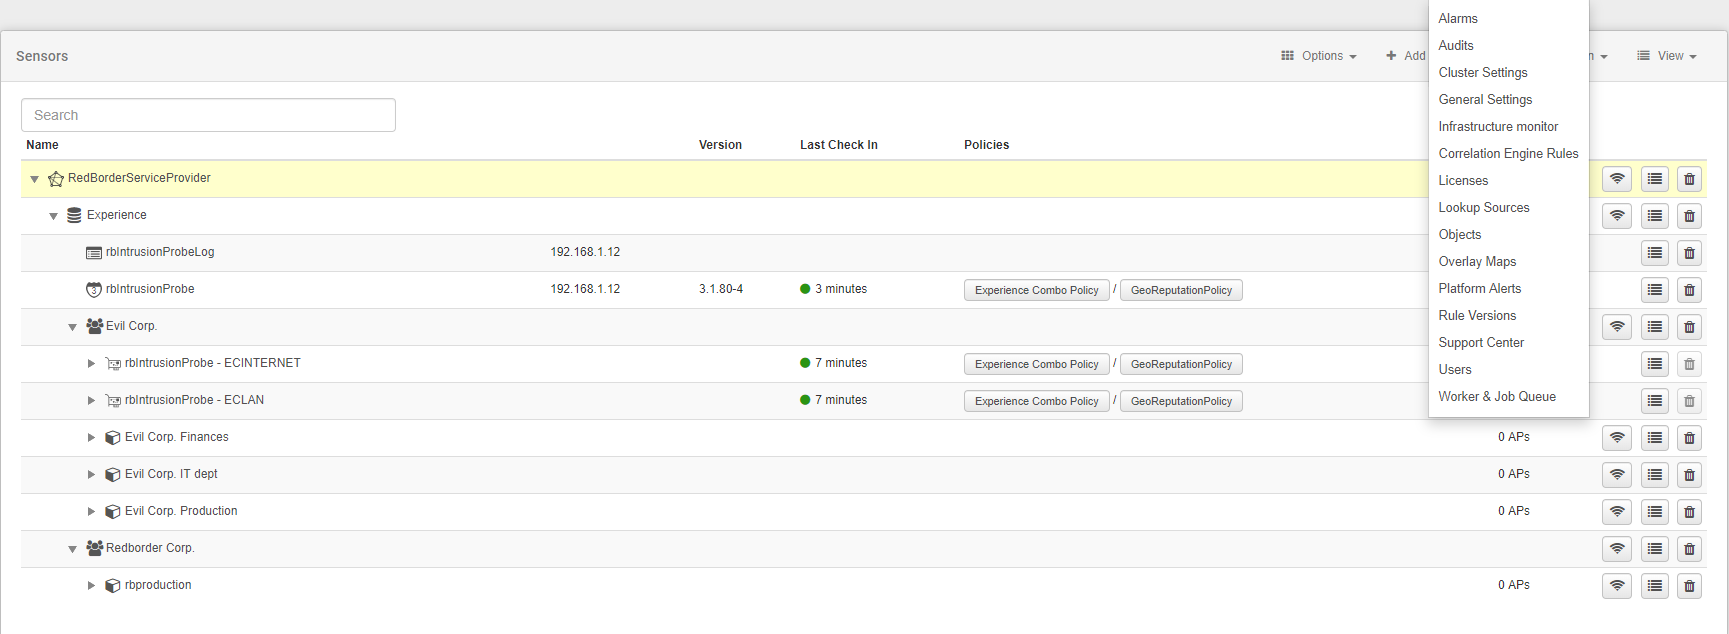 Alarms
Audits
Cluster Settings
General Settings
Infrastructure monitor
Correlation Engine Rules
Licenses
Lookup Sources
Objects
Overlay Maps
Platform Alerts
Rule Versions
Support Center
Users
Worker & Job Queue
Sensors Options Add n View
Search
Name Version Last Check In Policies
RedBorderServiceProvider
Experience
rbIntrusionProbeLog 192.168.1.12
3 rbIntrusionProbe 192.168.1.12 3.1.80-4 3 minutes Experience Combo Policy / GeoReputationPolicy
Evil Corp.
rbIntrusionProbe - ECINTERNET 7 minutes Experience Combo Policy / GeoReputationPolicy
rbIntrusionProbe - ECLAN 7 minutes Experience Combo Policy / GeoReputationPolicy
Evil Corp. Finances 0 APs
Evil Corp. IT dept 0 APs
Evil Corp. Production 0 APs
Redborder Corp.
rbproduction 0 APs